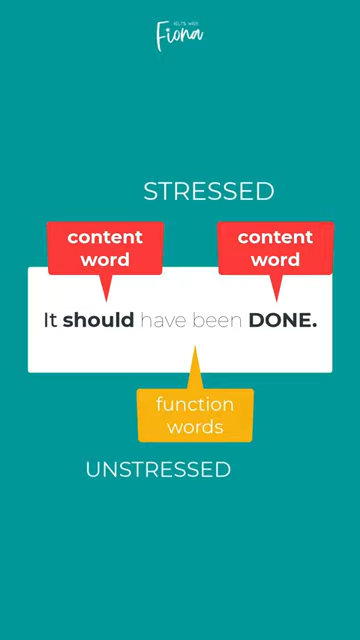 IELTS WITH
Fiona
STRESSED
content
word
content
word
It should have been DONE.
function
words
UNSTRESSED